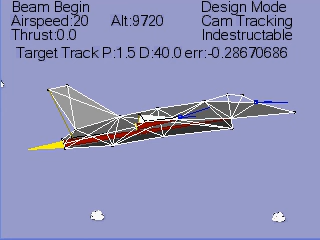 Beam Begin Design Mode
Airspeed:20 Alt:9720 Cam Tracking
Thrust:0.0 Indestructable
Target Track P:1.5 D:40.0 err:-0.28670686